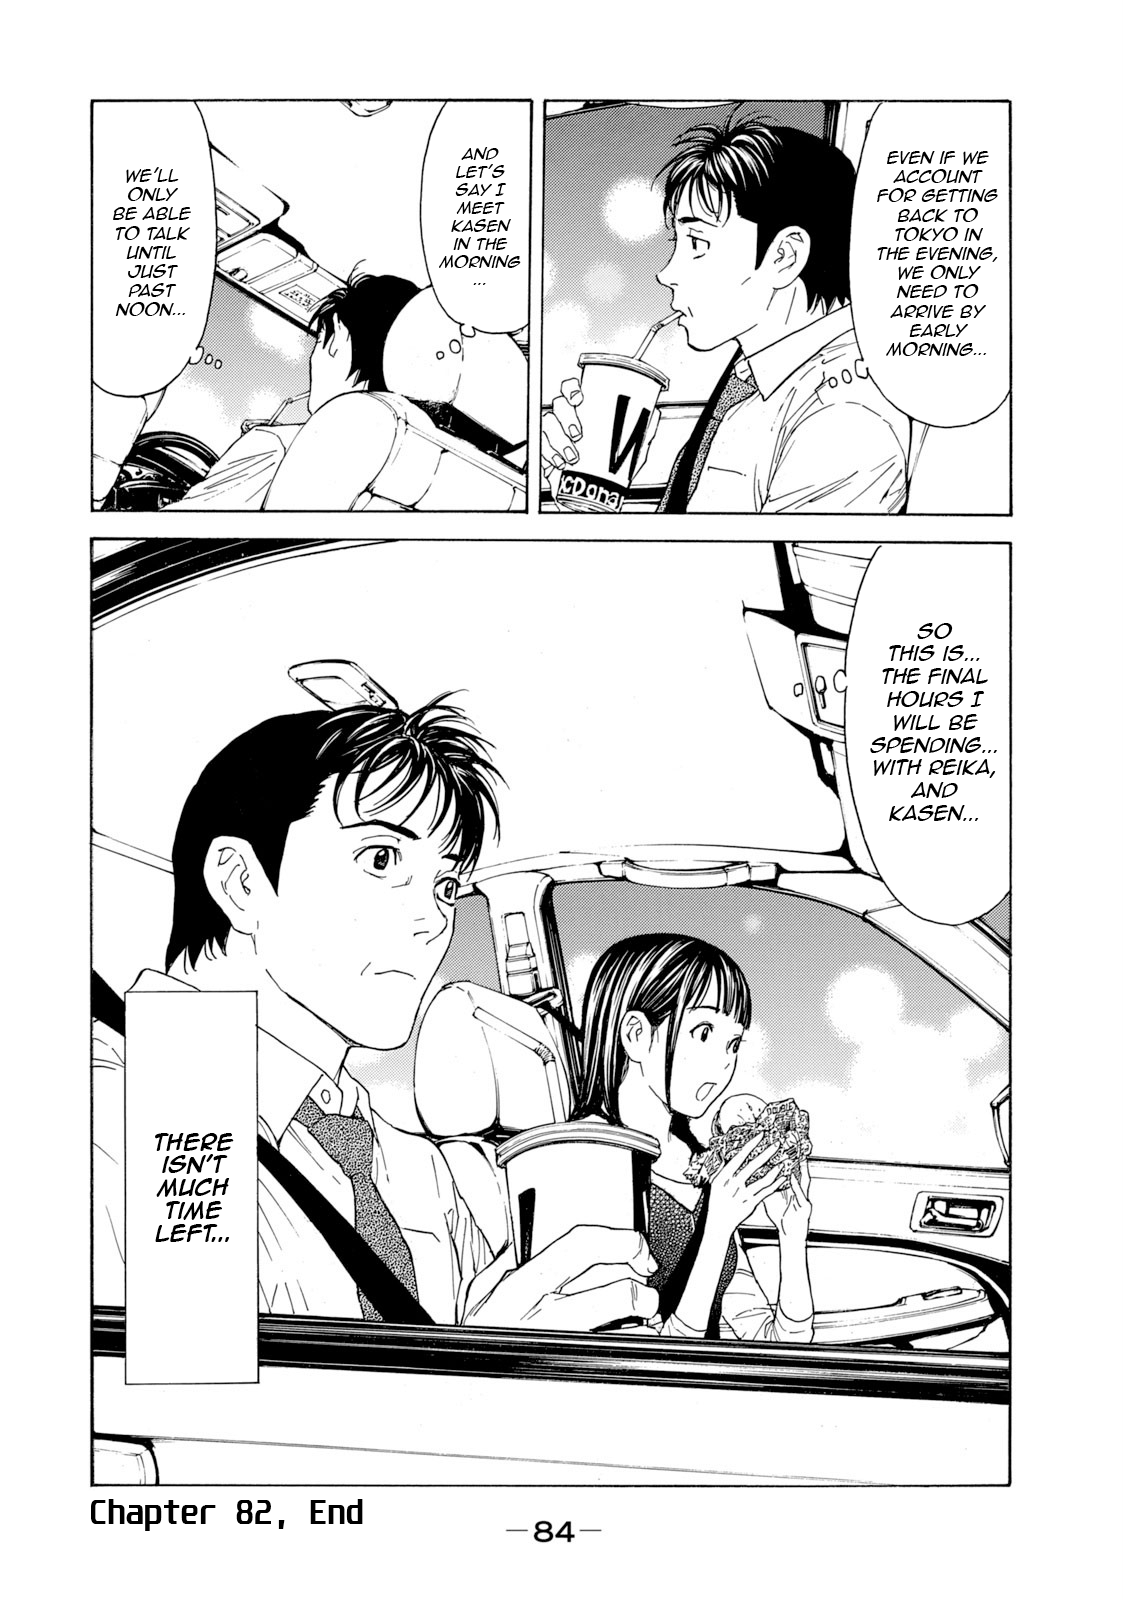 EVEN IF WE
ACCOUNT
FOR GETTING
BACK TO
TOKYO IN
THE EVENING,
WE ONLY
NEED TO
ARRIVE BY
EARLY
MORNING...
cDona
AND
LET'S
SAY I
MEET
KASEN
IN THE
MORNING
...
WE'LL
ONLY
BE ABLE
TO TALK
UNTIL
JUST
PAST
NOON...
SO
THIS IS...
THE FINAL
HOURS I
WILL BE
SPENDING...
WITH REIKA,
AND
KASEN...
DOUBLE
THERE
ISN'T
MUCH
TIME
LEFT...
Chapter 82, End
—84—